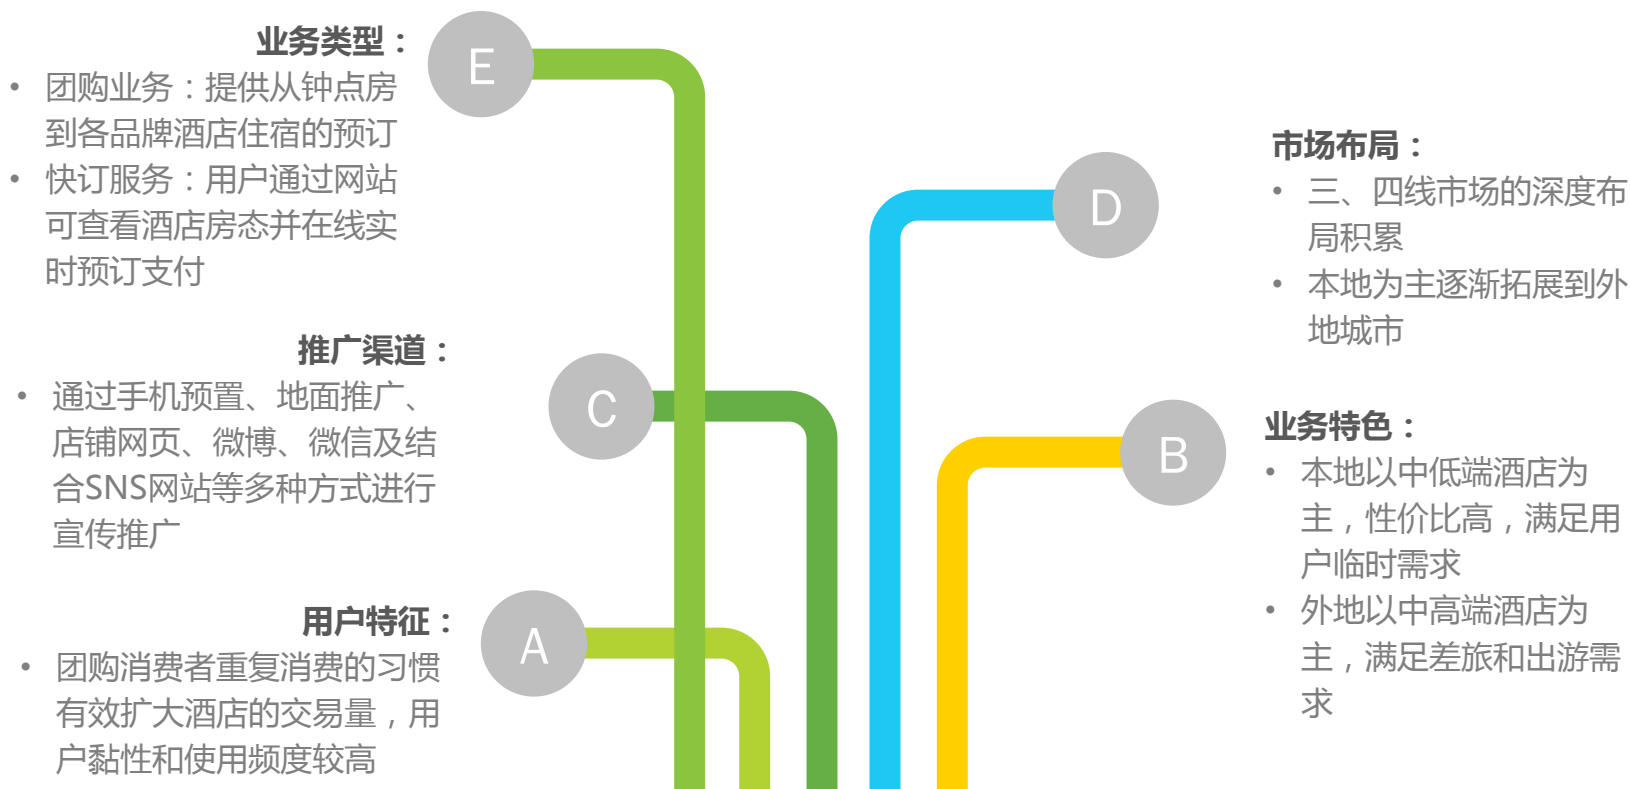 业务类型：
E
• 团购业务：提供从钟点房
到各品牌酒店住宿的预订
• 快订服务：用户通过网站
可查看酒店房态并在线实
时预订支付
推广渠道：
C
• 通过手机预置、地面推广、
店铺网页、微博、微信及结
合SNS网站等多种方式进行
宣传推广
用户特征：
A
• 团购消费者重复消费的习惯
有效扩大酒店的交易量，用
户黏性和使用频度较高
D
市场布局：
• 三、四线市场的深度布
局积累
• 本地为主逐渐拓展到外
地城市
B
业务特色：
• 本地以中低端酒店为
主，性价比高，满足用
户临时需求
• 外地以中高端酒店为
主，满足差旅和出游需
求